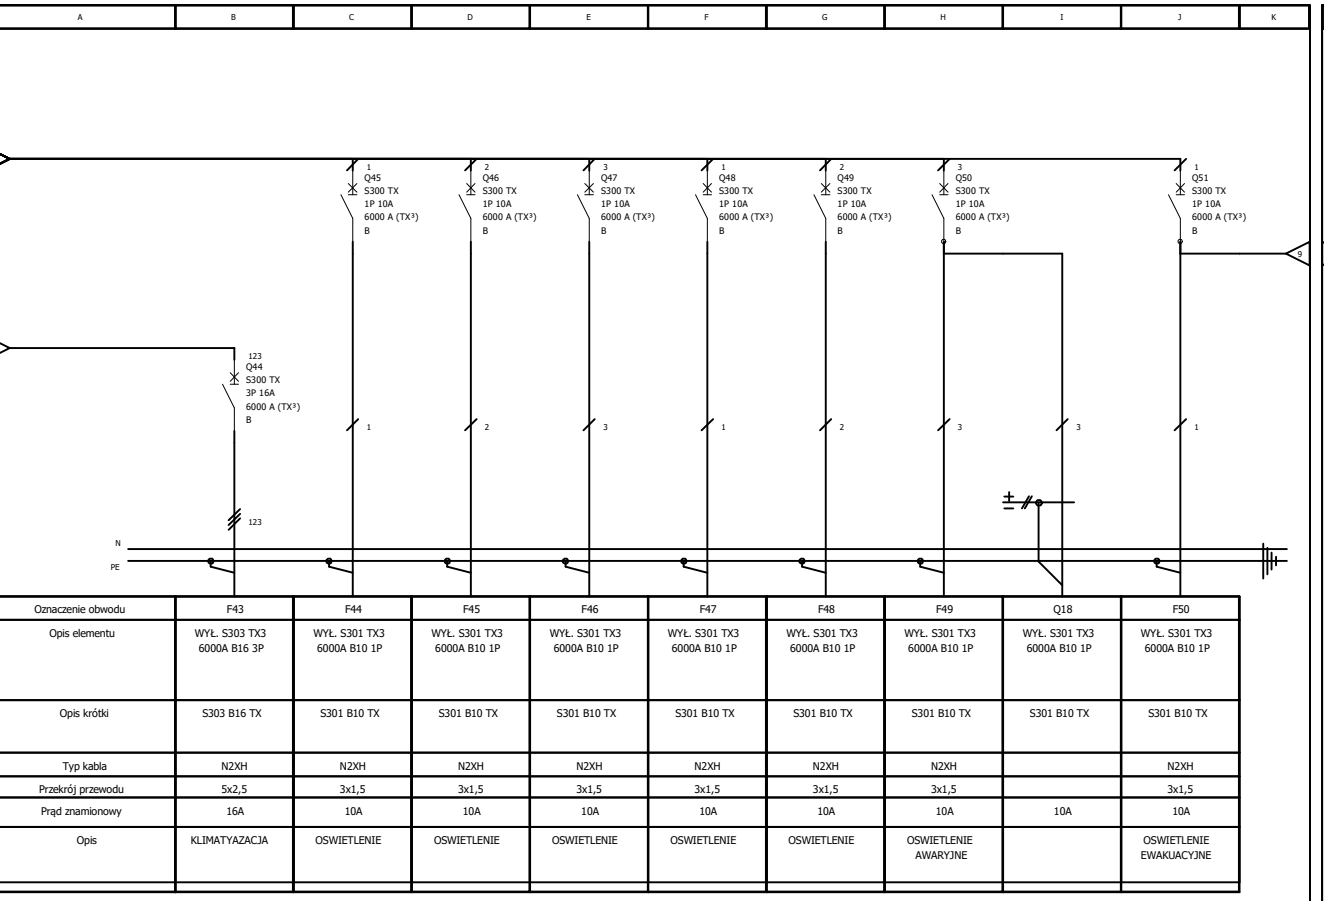 A B C D E F G H I J K
1 2 3 1 2 3 1
Q45 Q46 Q47 Q48 Q49 Q50 Q51
S300 TX S300 TX S300 TX S300 TX S300 TX S300 TX S300 TX
1P 10A 1P 10A 1P 10A 1P 10A 1P 10A 1P 10A 1P 10A
6000 A (TX³) 6000 A (TX³) 6000 A (TX³) 6000 A (TX³) 6000 A (TX³) 6000 A (TX³) 6000 A (TX³)
B B B B B B B
9
123
Q44
S300 TX
3P 16A
6000 A (TX³)
B
1 2 3 1 2 3 3 1
123
N
PE
Oznaczenie obwodu F43 F44 F45 F46 F47 F48 F49 Q18 F50
Opis elementu WYŁ. S303 TX3 WYŁ. S301 TX3 WYŁ. S301 TX3 WYŁ. S301 TX3 WYŁ. S301 TX3 WYŁ. S301 TX3 WYŁ. S301 TX3 WYŁ. S301 TX3 WYŁ. S301 TX3
6000A B16 3P 6000A B10 1P 6000A B10 1P 6000A B10 1P 6000A B10 1P 6000A B10 1P 6000A B10 1P 6000A B10 1P 6000A B10 1P
Opis krótki S303 B16 TX S301 B10 TX S301 B10 TX S301 B10 TX S301 B10 TX S301 B10 TX S301 B10 TX S301 B10 TX S301 B10 TX
Typ kabla N2XH N2XH N2XH N2XH N2XH N2XH N2XH N2XH
Przekrój przewodu 5x2,5 3x1,5 3x1,5 3x1,5 3x1,5 3x1,5 3x1,5 3x1,5
Prąd znamionowy 16A 10A 10A 10A 10A 10A 10A 10A 10A
Opis KLIMATYAZACJA OSWIETLENIE OSWIETLENIE OSWIETLENIE OSWIETLENIE OSWIETLENIE OSWIETLENIE OSWIETLENIE
AWARYJNE EWAKUACYJNE